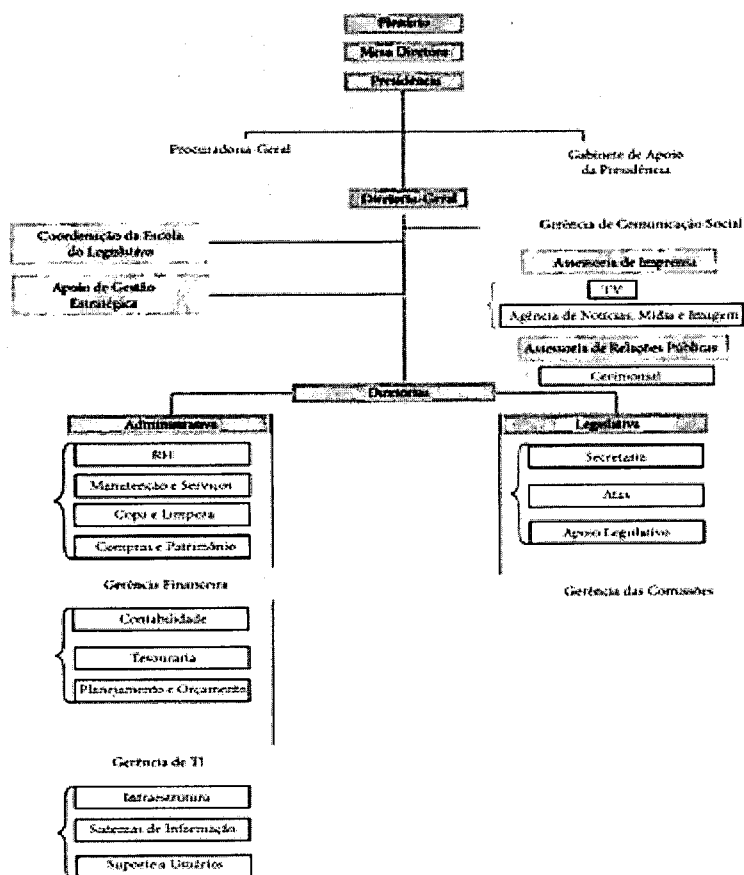 Plenário
Mesa Diretora
Presidência
Procuradoria-Geral
Gabinete de Apoio
da Presidência
Diretoria-Geral
Gerência de Comunicação Social
Coordenação da Escola
do Legislativo
Apoio de Gestão
Estratégica
Assessoria de Imprensa
TV
Agência de Notícias, Mídia e Imagem
Assessoria de Relações Públicas
Cerimonial
Diretorias
Administrativa
RH
Manutenção e Serviços
Copa e Limpeza
Compras e Patrimônio
Gerência Financeira
Contabilidade
Tesouraria
Planejamento e Orçamento
Gerência de TI
Infraestrutura
Sistemas de Informação
Suporte a Usuários
Legislativa
Secretaria
Atas
Apoio Legislativo
Gerência das Comissões